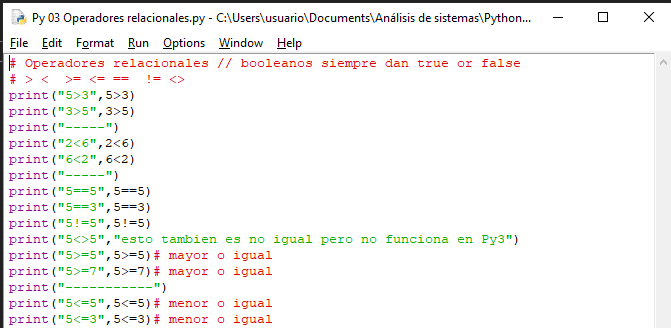 Py 03 Operadores relacionales.py - C:\Users\usuario\Documents\Análisis de sistemas\Python...
File Edit Format Run Options Window Help
# Operadores relacionales // booleanos siempre dan true or false
# > <  >= <= ==  != <>
print("5>3",5>3)
print("3>5",3>5)
print("-----")
print("2<6",2<6)
print("6<2",6<2)
print("-----")
print("5==5",5==5)
print("5==3",5==3)
print("5!=5",5!=5)
print("5<>5","esto tambien es no igual pero no funciona en Py3")
print("5>=5",5>=5)# mayor o igual
print("5>=7",5>=7)# mayor o igual
print("-----------")
print("5<=5",5<=5)# menor o igual
print("5<=3",5<=3)# menor o igual